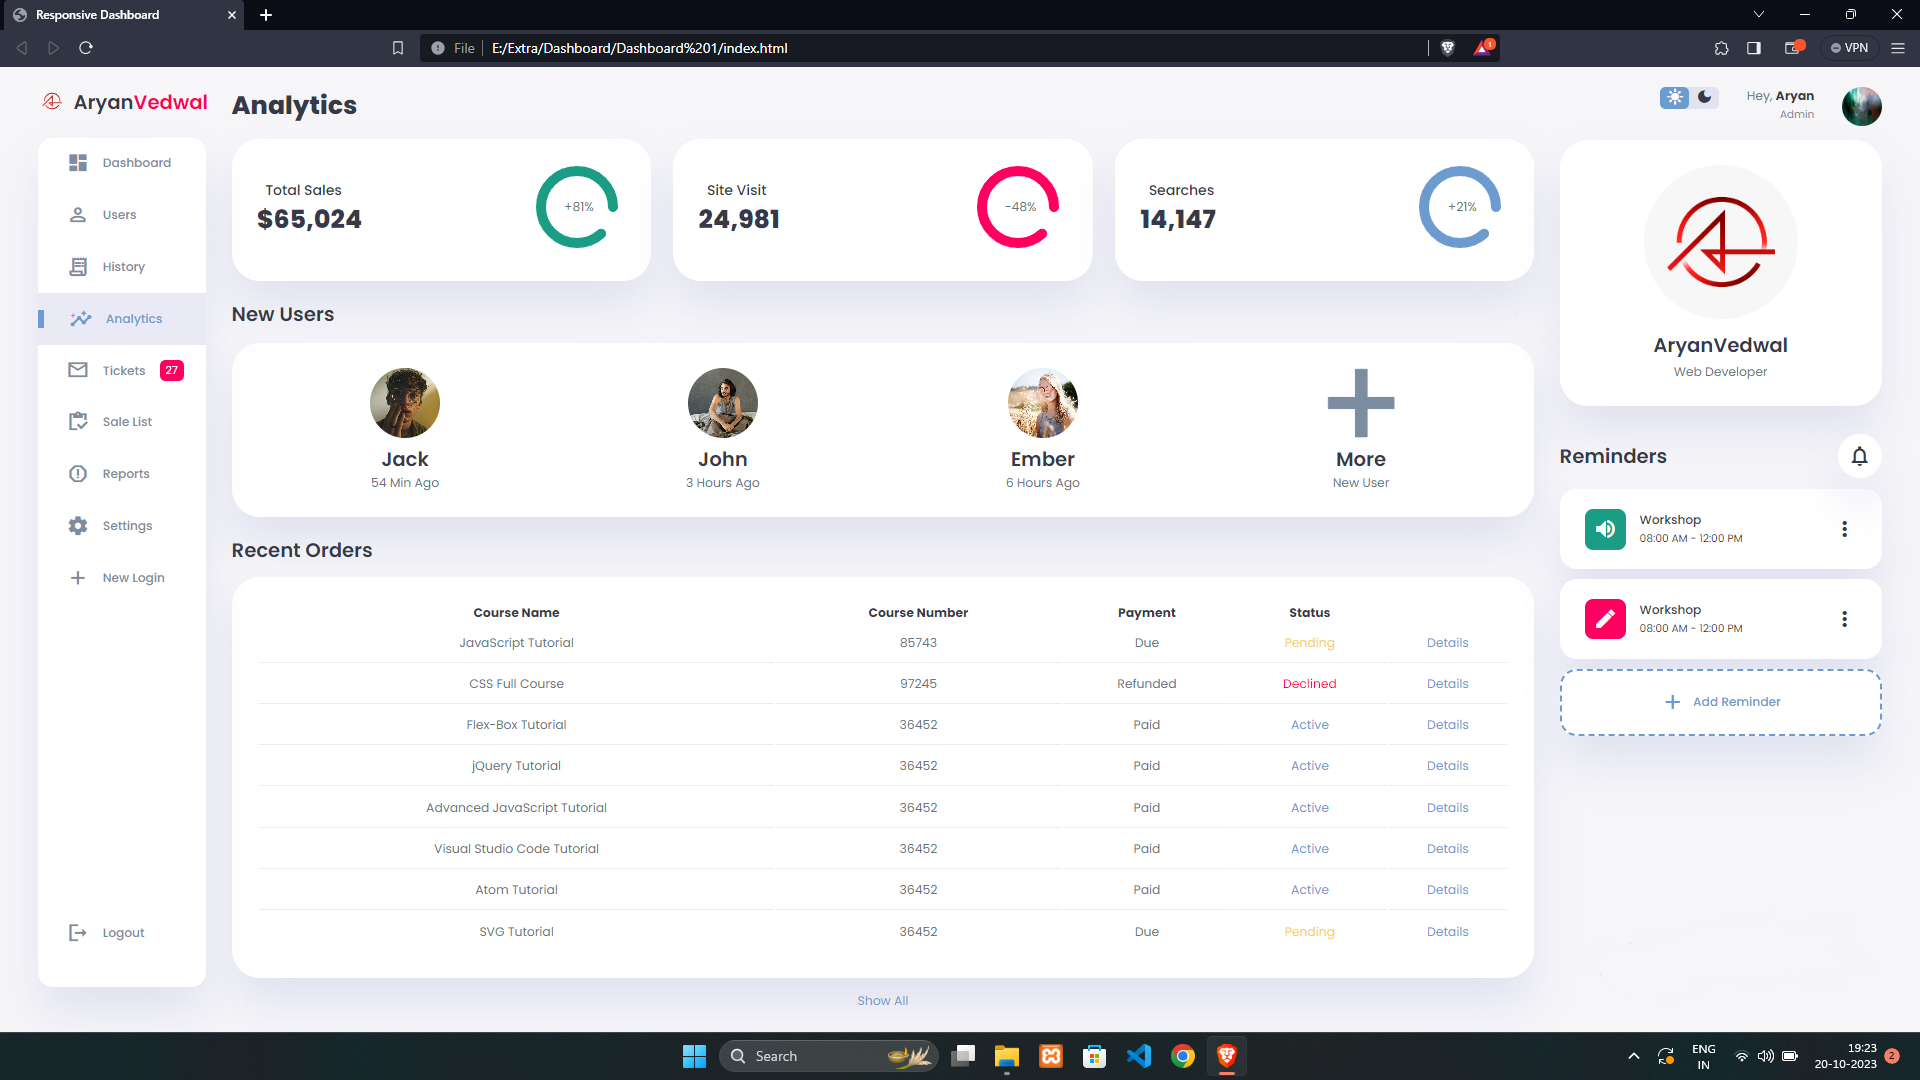 Responsive Dashboard
File
E:/Extra/Dashboard/Dashboard%201/index.html
1
VPN
AryanVedwal
Analytics
Hey, Aryan
Admin
Dashboard
Users
History
Analytics
Tickets 27
Sale List
Reports
Settings
New Login
Logout
Total Sales
$65,024
+81%
Site Visit
24,981
-48%
Searches
14,147
+21%
New Users
Jack
54 Min Ago
John
3 Hours Ago
Ember
6 Hours Ago
More
New User
Recent Orders
Course Name Course Number Payment Status
JavaScript Tutorial 85743 Due Pending Details
CSS Full Course 97245 Refunded Declined Details
Flex-Box Tutorial 36452 Paid Active Details
jQuery Tutorial 36452 Paid Active Details
Advanced JavaScript Tutorial 36452 Paid Active Details
Visual Studio Code Tutorial 36452 Paid Active Details
Atom Tutorial 36452 Paid Active Details
SVG Tutorial 36452 Due Pending Details
Show All
AryanVedwal
Web Developer
Reminders
Workshop
08:00 AM - 12:00 PM
Workshop
08:00 AM - 12:00 PM
Add Reminder
Search
ENG
IN
19:23
20-10-2023
2